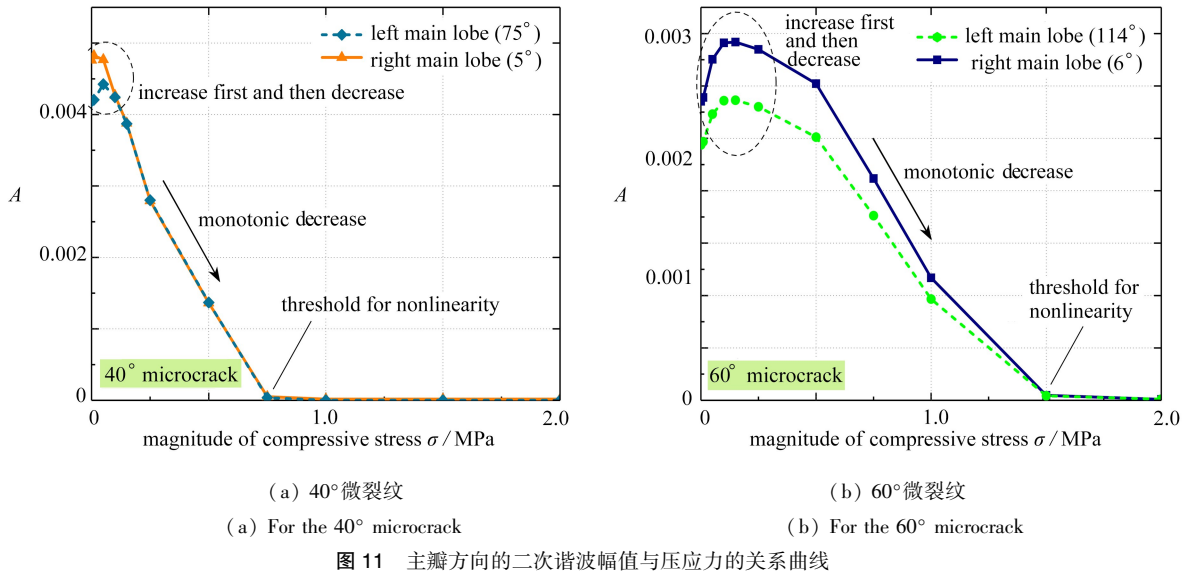 left main lobe (75°)
right main lobe (5°)
increase first and then decrease
0.004
A
monotonic decrease
0.002
threshold for nonlinearity
40° microcrack
0
0
1.0
2.0
magnitude of compressive stress σ / MPa
(a) 40°微裂纹
(a) For the 40° microcrack
0.003
increase first
and then
decrease
left main lobe (114°)
right main lobe (6°)
0.002
A
monotonic decrease
0.001
threshold for
nonlinearity
60° microcrack
0
0
1.0
2.0
magnitude of compressive stress σ / MPa
(b) 60°微裂纹
(b) For the 60° microcrack
图 11 主瓣方向的二次谐波幅值与压应力的关系曲线